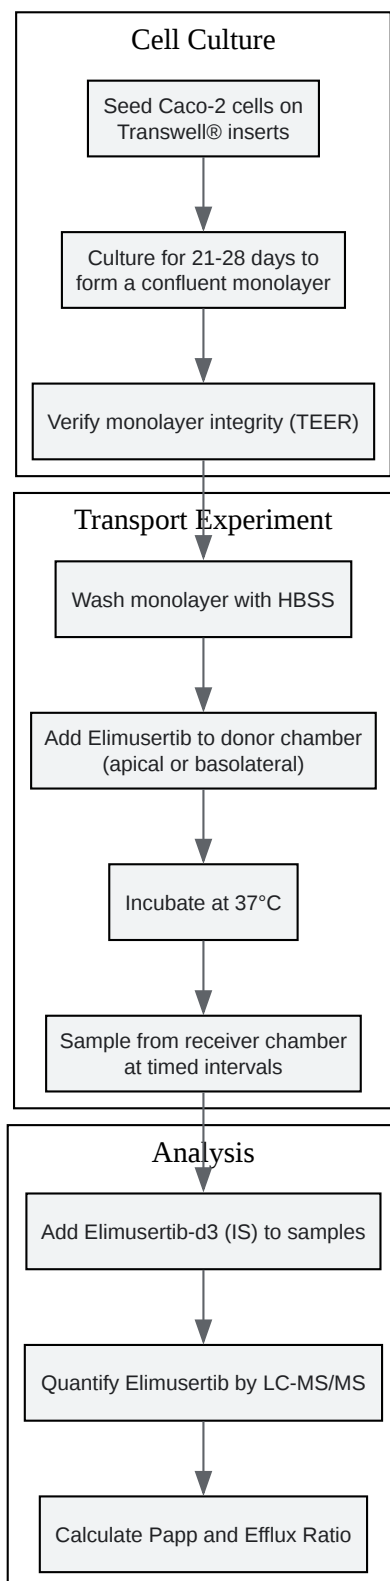 Cell Culture
Seed Caco-2 cells on
Transwell® inserts
Culture for 21-28 days to
form a confluent monolayer
Verify monolayer integrity (TEER)
Transport Experiment
Wash monolayer with HBSS
Add Elimusertib to donor chamber
(apical or basolateral)
Incubate at 37°C
Sample from receiver chamber
at timed intervals
Analysis
Add Elimusertib-d3 (IS) to samples
Quantify Elimusertib by LC-MS/MS
Calculate Papp and Efflux Ratio